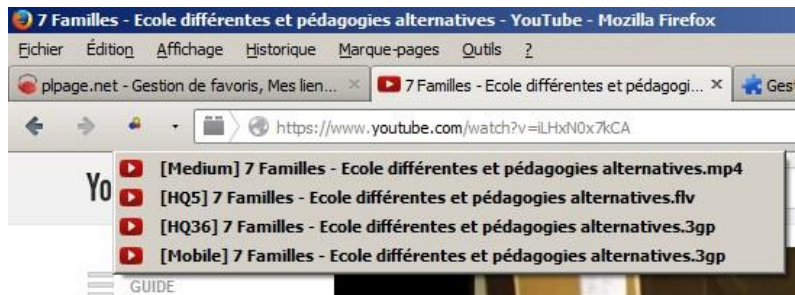 7 Familles - Ecole différentes et pédagogies alternatives - YouTube - Mozilla Firefox
Fichier Édition Affichage Historique Marque-pages Outils ?
plpage.net - Gestion de favoris, Mes lien... × 7 Familles - Ecole différentes et pédagogi... × Gest
https://www.youtube.com/watch?v=iLHxN0x7kCA
Yo
[Medium] 7 Familles - Ecole différentes et pédagogies alternatives.mp4
[HQ5] 7 Familles - Ecole différentes et pédagogies alternatives.flv
[HQ36] 7 Familles - Ecole différentes et pédagogies alternatives.3gp
[Mobile] 7 Familles - Ecole différentes et pédagogies alternatives.3gp
GUIDE